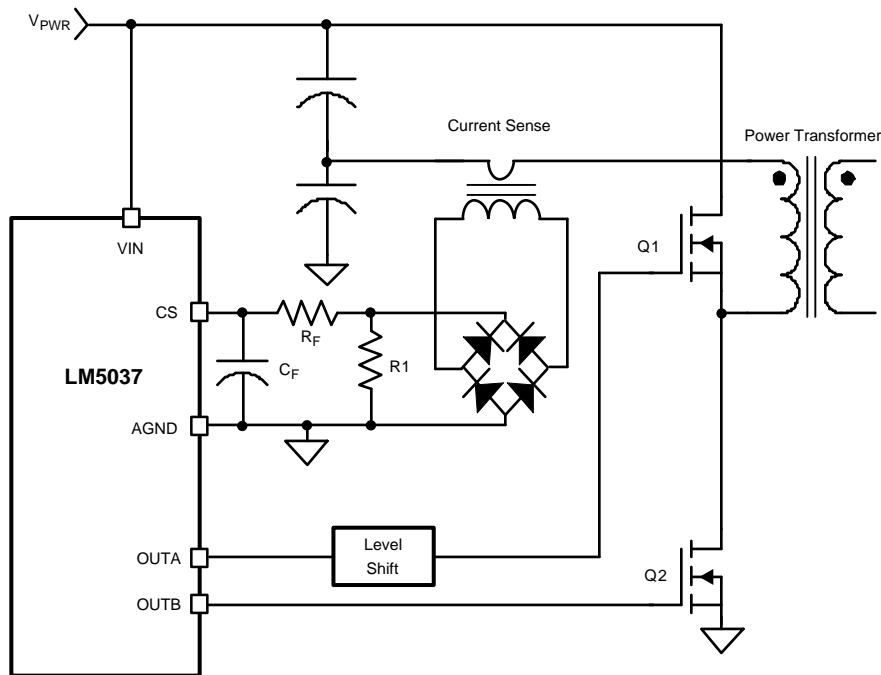 VPWR
Current Sense
Power Transformer
VIN
Q1
CS
RF
R1
CF
LM5037
AGND
OUTA
Level
Shift
Q2
OUTB